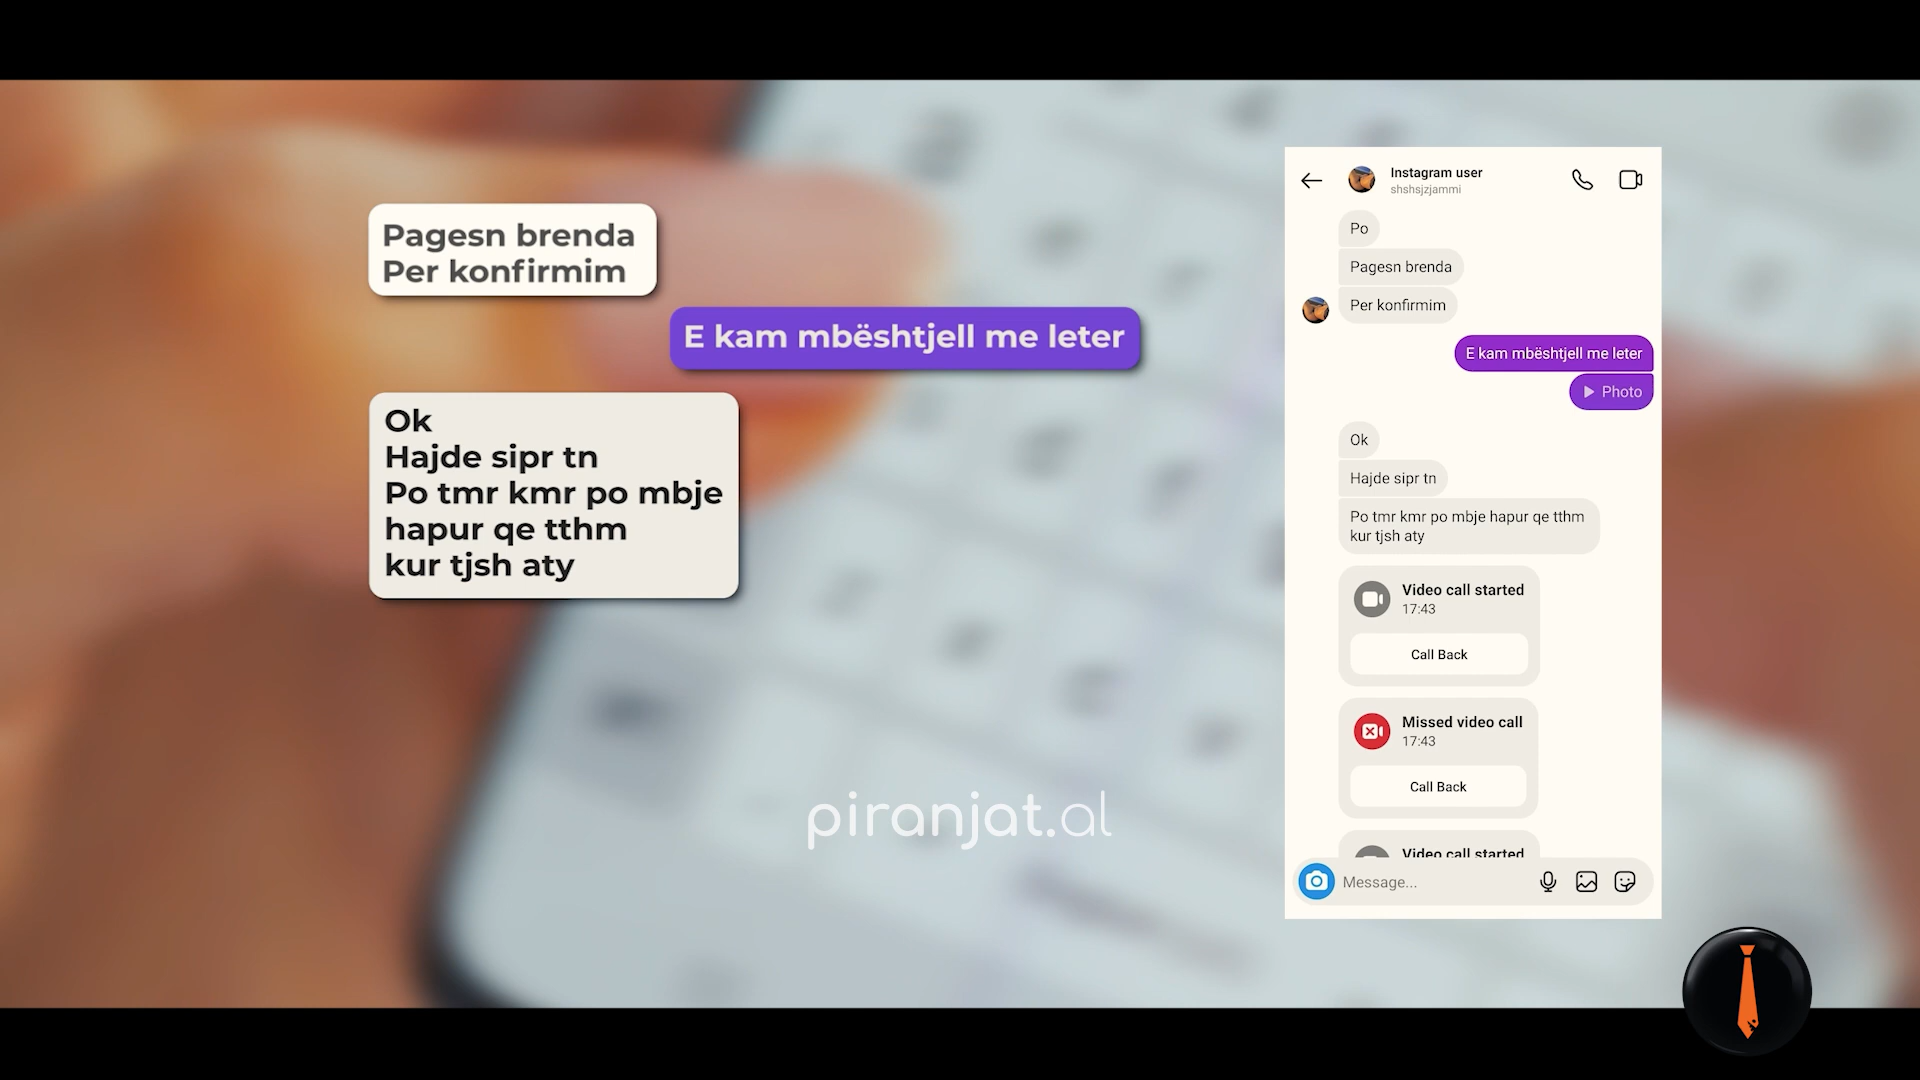 Pagesn brenda
Per konfirmim
E kam mbështjell me leter
Ok
Hajde sipr tn
Po tmr kmr po mbje
hapur qe tthm
kur tjsh aty
piranjat.al
Instagram user
shshsjzjammi
Po
Pagesn brenda
Per konfirmim
E kam mbështjell me leter
Photo
Ok
Hajde sipr tn
Po tmr kmr po mbje hapur qe tthm
kur tjsh aty
Video call started
17:43
Call Back
Missed video call
17:43
Call Back
Video call started
Message...